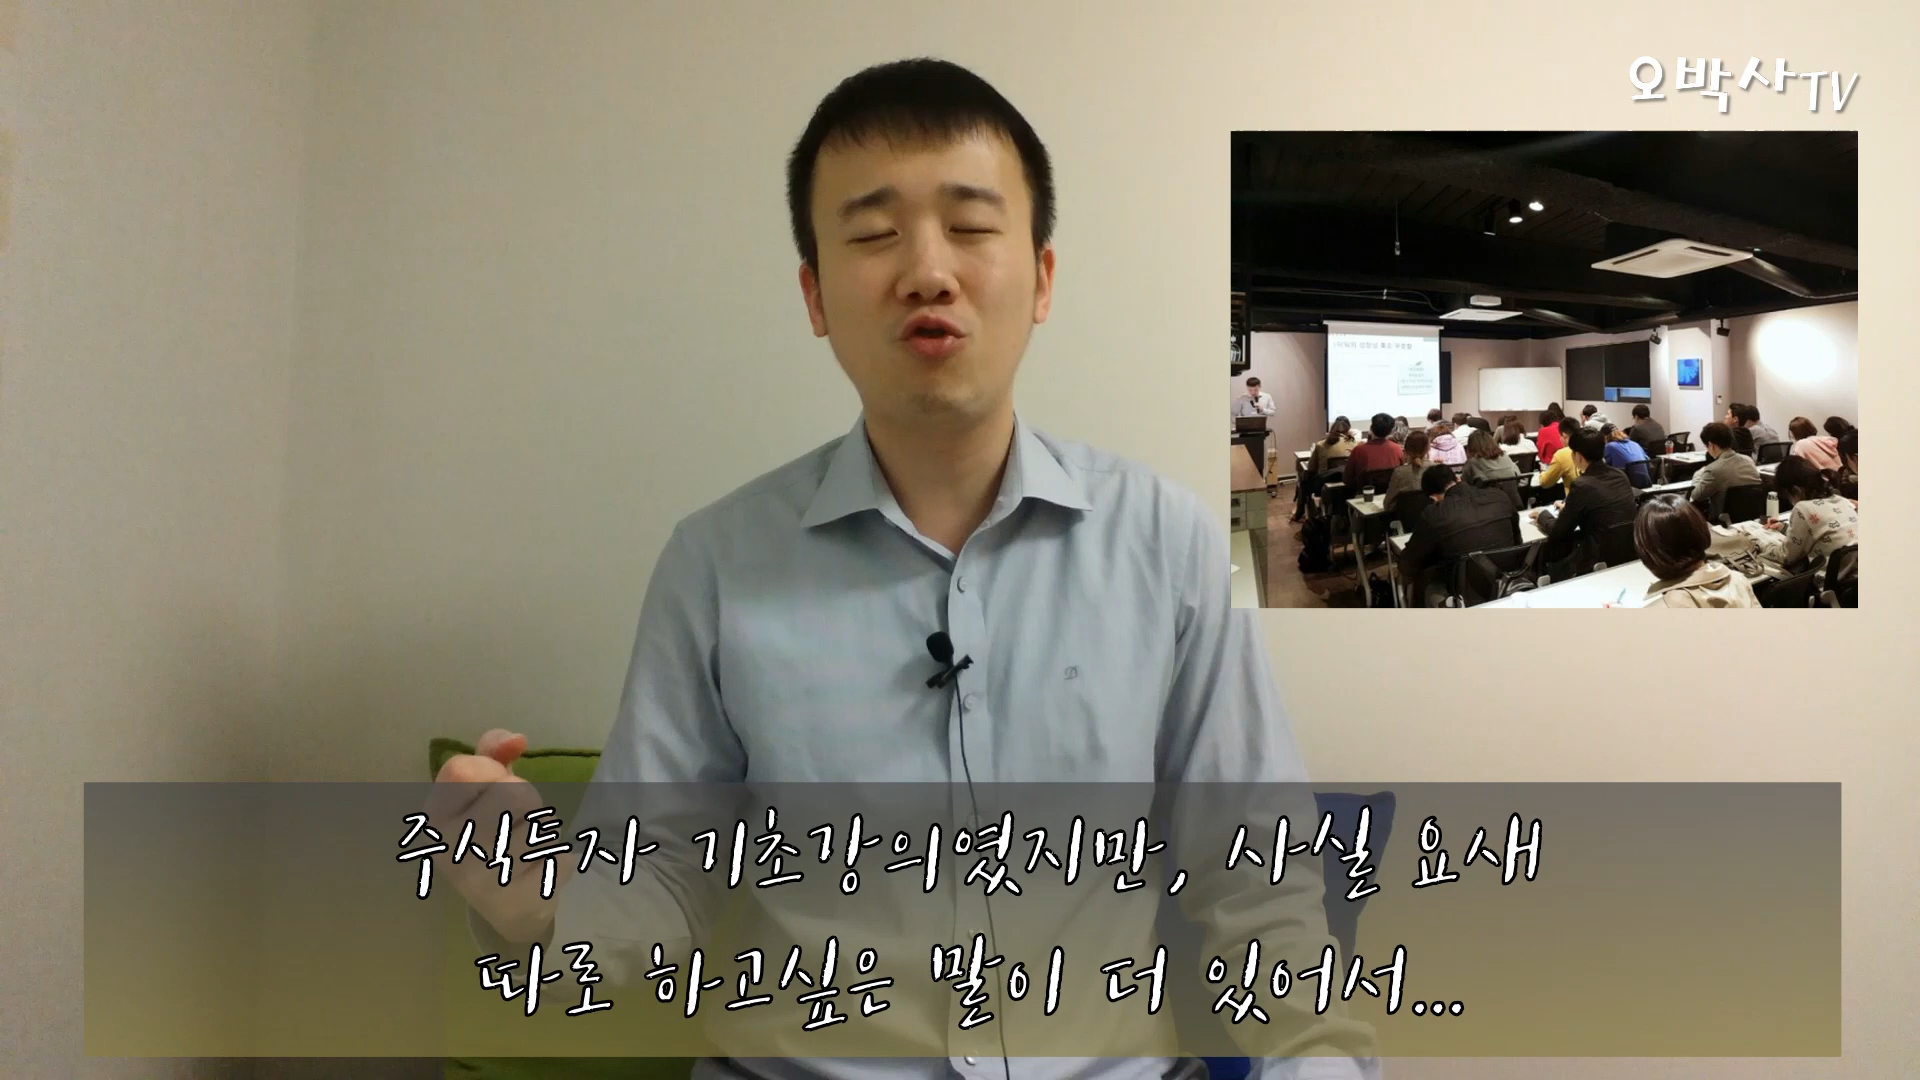 오박사TV
주식투자 기초강의였지만, 사실 요새
따로 하고싶은 말이 더 있어서...